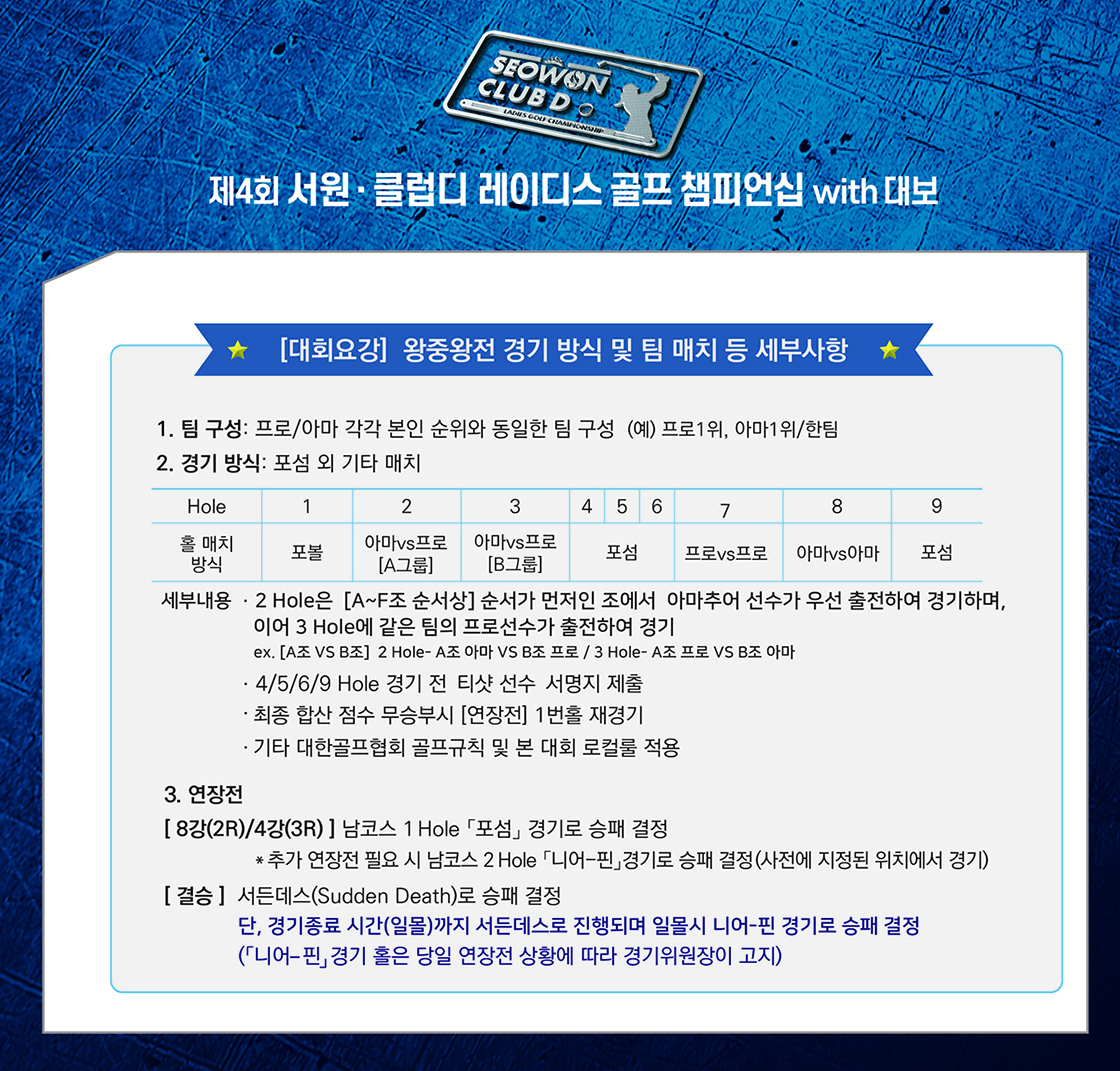 SEOWON
CLUB D
LADIES GOLF CHAMPIONSHIP
제4회 서원·클럽디 레이디스 골프 챔피언십 with 대보
[대회요강] 왕중왕전 경기 방식 및 팀 매치 등 세부사항
1. 팀 구성: 프로/아마 각각 본인 순위와 동일한 팀 구성 (예) 프로1위, 아마1위/한팀
2. 경기 방식: 포섬 외 기타 매치
Hole 1 2 3 4 5 6 7 8 9
홀 매치 방식 포볼 아마vs프로 [A그룹] 아마vs프로 [B그룹] 포섬 프로vs프로 아마vs아마 포섬
세부내용 · 2 Hole은 [A~F조 순서상] 순서가 먼저인 조에서 아마추어 선수가 우선 출전하여 경기하며,
이어 3 Hole에 같은 팀의 프로선수가 출전하여 경기
ex. [A조 VS B조] 2 Hole- A조 아마 VS B조 프로 / 3 Hole- A조 프로 VS B조 아마
· 4/5/6/9 Hole 경기 전 티샷 선수 서명지 제출
· 최종 합산 점수 무승부시 [연장전] 1번홀 재경기
· 기타 대한골프협회 골프규칙 및 본 대회 로컬룰 적용
3. 연장전
[ 8강(2R)/4강(3R) ] 남코스 1 Hole 「포섬」 경기로 승패 결정
* 추가 연장전 필요 시 남코스 2 Hole 「니어-핀」경기로 승패 결정(사전에 지정된 위치에서 경기)
[ 결승 ] 서든데스(Sudden Death)로 승패 결정
단, 경기종료 시간(일몰)까지 서든데스로 진행되며 일몰시 니어-핀 경기로 승패 결정
(「니어-핀」경기 홀은 당일 연장전 상황에 따라 경기위원장이 고지)